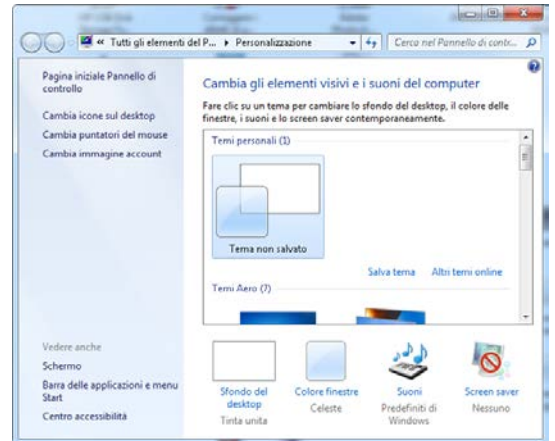 « Tutti gli elementi del P... ▸ Personalizzazione
Cerca nel Pannello di contr...
Pagina iniziale Pannello di
controllo
Cambia icone sul desktop
Cambia puntatori del mouse
Cambia immagine account
Vedere anche
Schermo
Barra delle applicazioni e menu
Start
Centro accessibilità
Cambia gli elementi visivi e i suoni del computer
Fare clic su un tema per cambiare lo sfondo del desktop, il colore delle
finestre, i suoni e lo screen saver contemporaneamente.
Temi personali (1)
Tema non salvato
Salva tema Altri temi online
Temi Aero (7)
Sfondo del
desktop
Tinta unita
Colore finestre
Celeste
Suoni
Predefiniti di
Windows
Screen saver
Nessuno